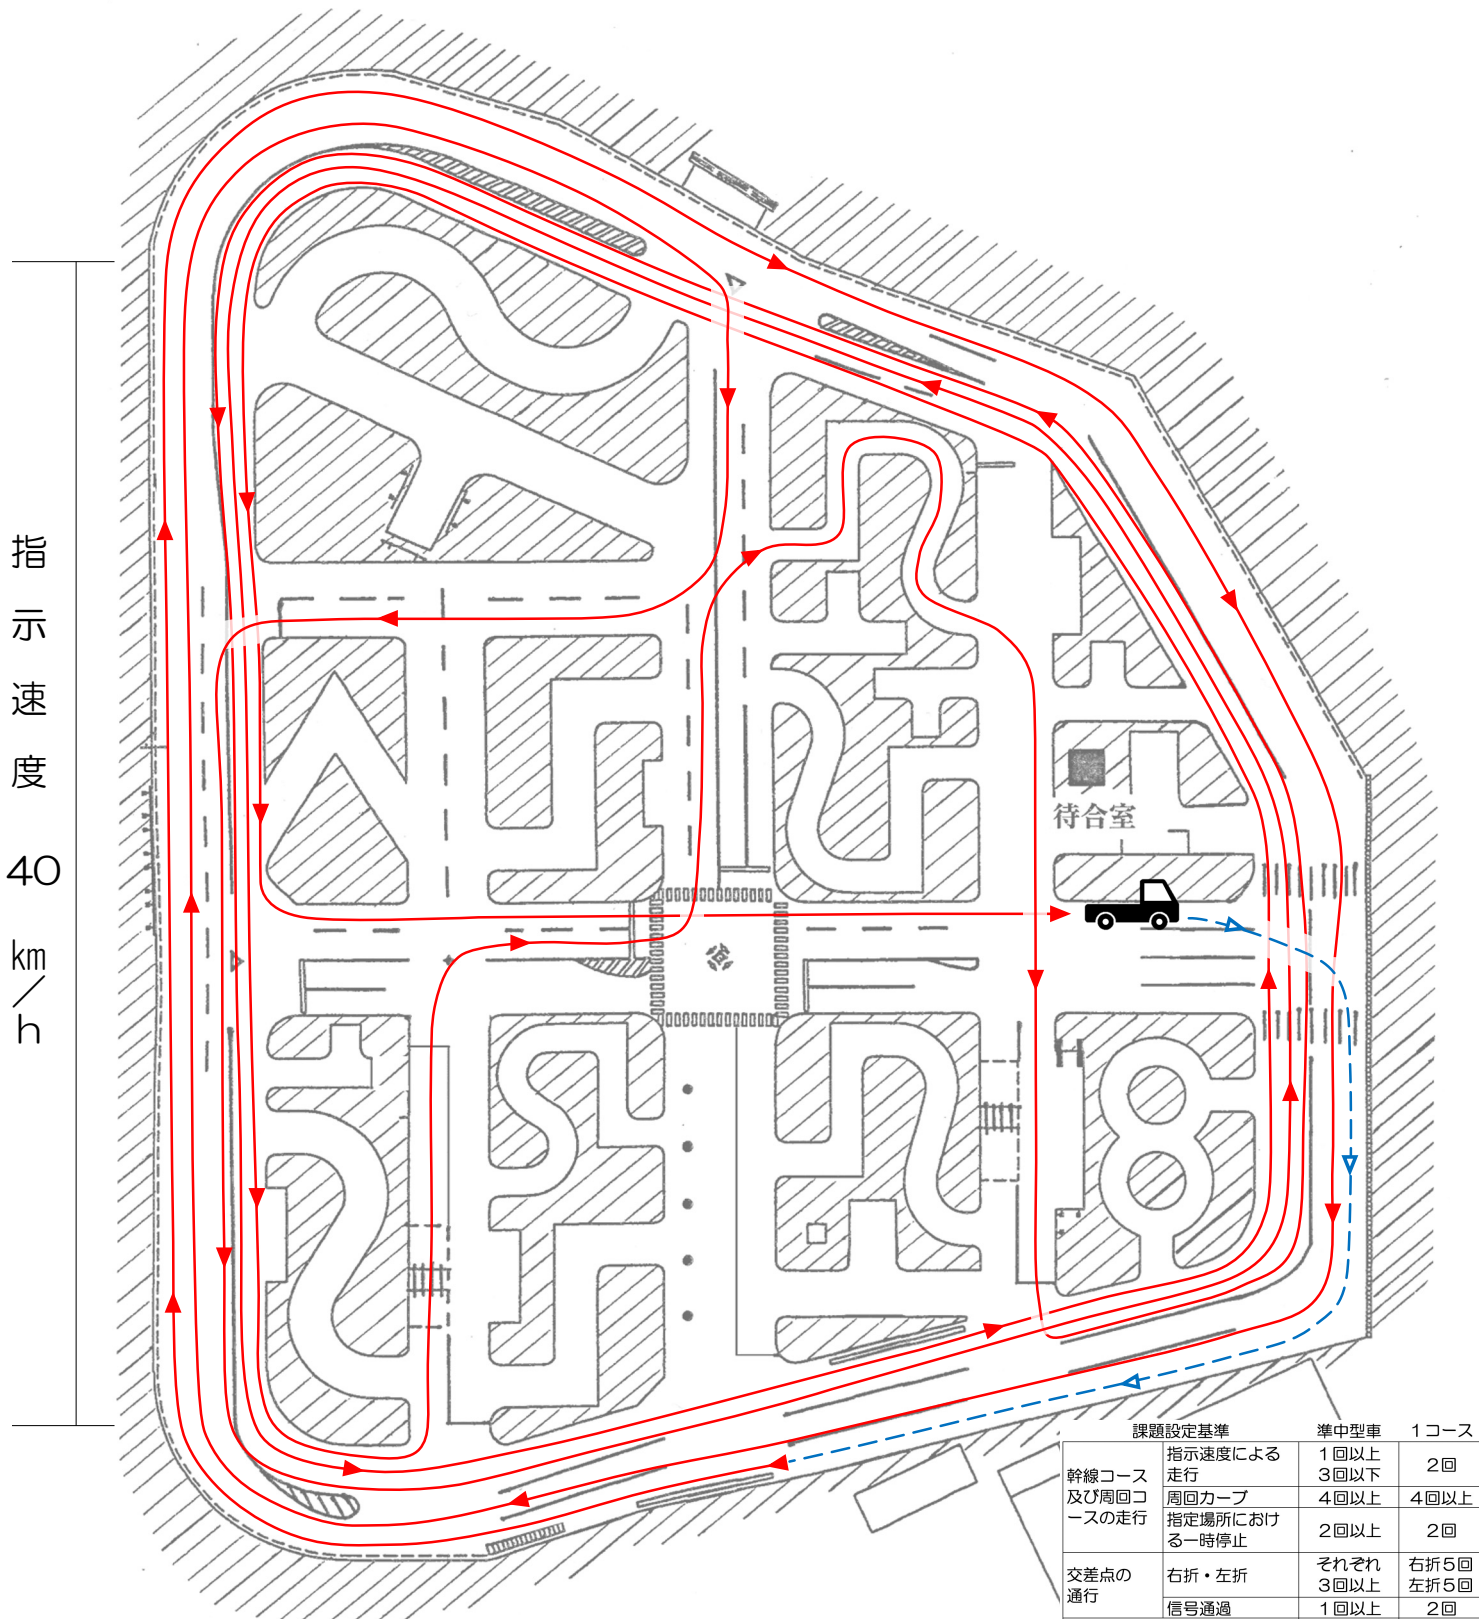 指
示
速
度
40
km
/
h
待合室
課題設定基準 準中型車 1コース
幹線コース及び周回コースの走行
指示速度による走行 1回以上3回以下 2回
周回カーブ 4回以上 4回以上
指定場所における一時停止 2回以上 2回
交差点の通行
右折・左折 それぞれ3回以上 右折5回左折5回
信号通過 1回以上 2回